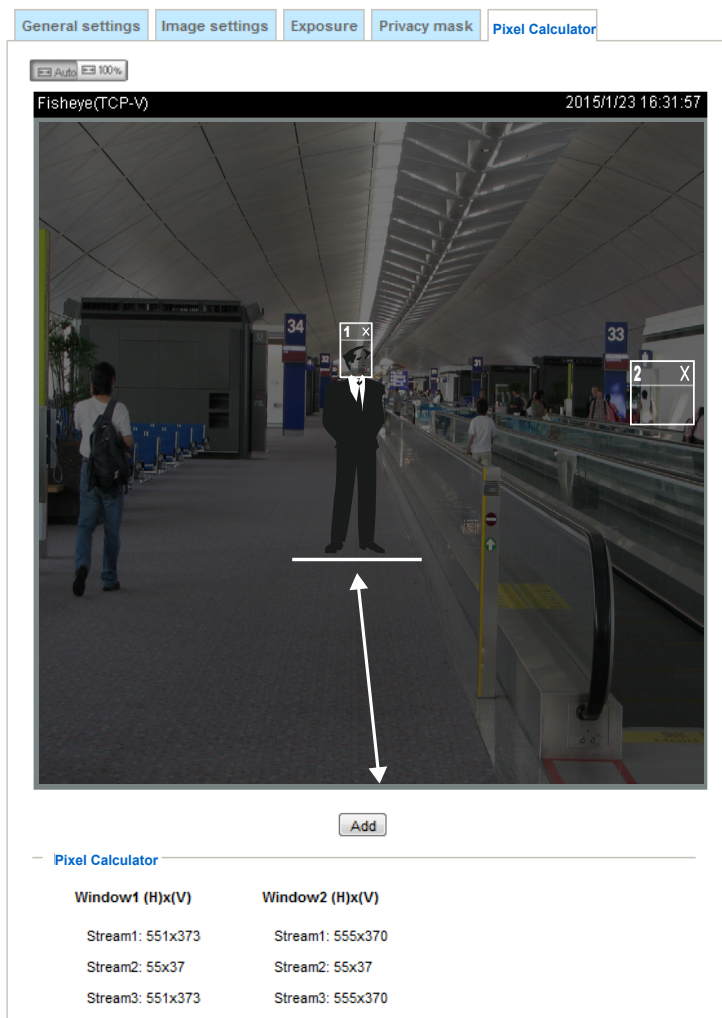 General settings Image settings Exposure Privacy mask Pixel Calculator
Auto 100%
Fisheye(TCP-V) 2015/1/23 16:31:57
34
1 X
33
32
31
2 X
Add
Pixel Calculator
Window1 (H)x(V) Window2 (H)x(V)
Stream1: 551x373 Stream1: 555x370
Stream2: 55x37 Stream2: 55x37
Stream3: 551x373 Stream3: 555x370